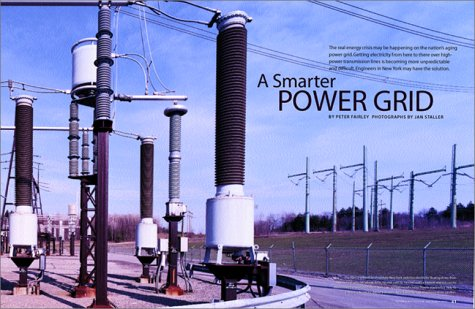 The real energy crisis may be happening on the nation's aging
power grid. Getting electricity from here to there over high-
power transmission lines is becoming more unpredictable
and difficult. Engineers in New York may have the solution.
A Smarter
POWER GRID
BY PETER FAIRLEY PHOTOGRAPHS BY JAN STALLER